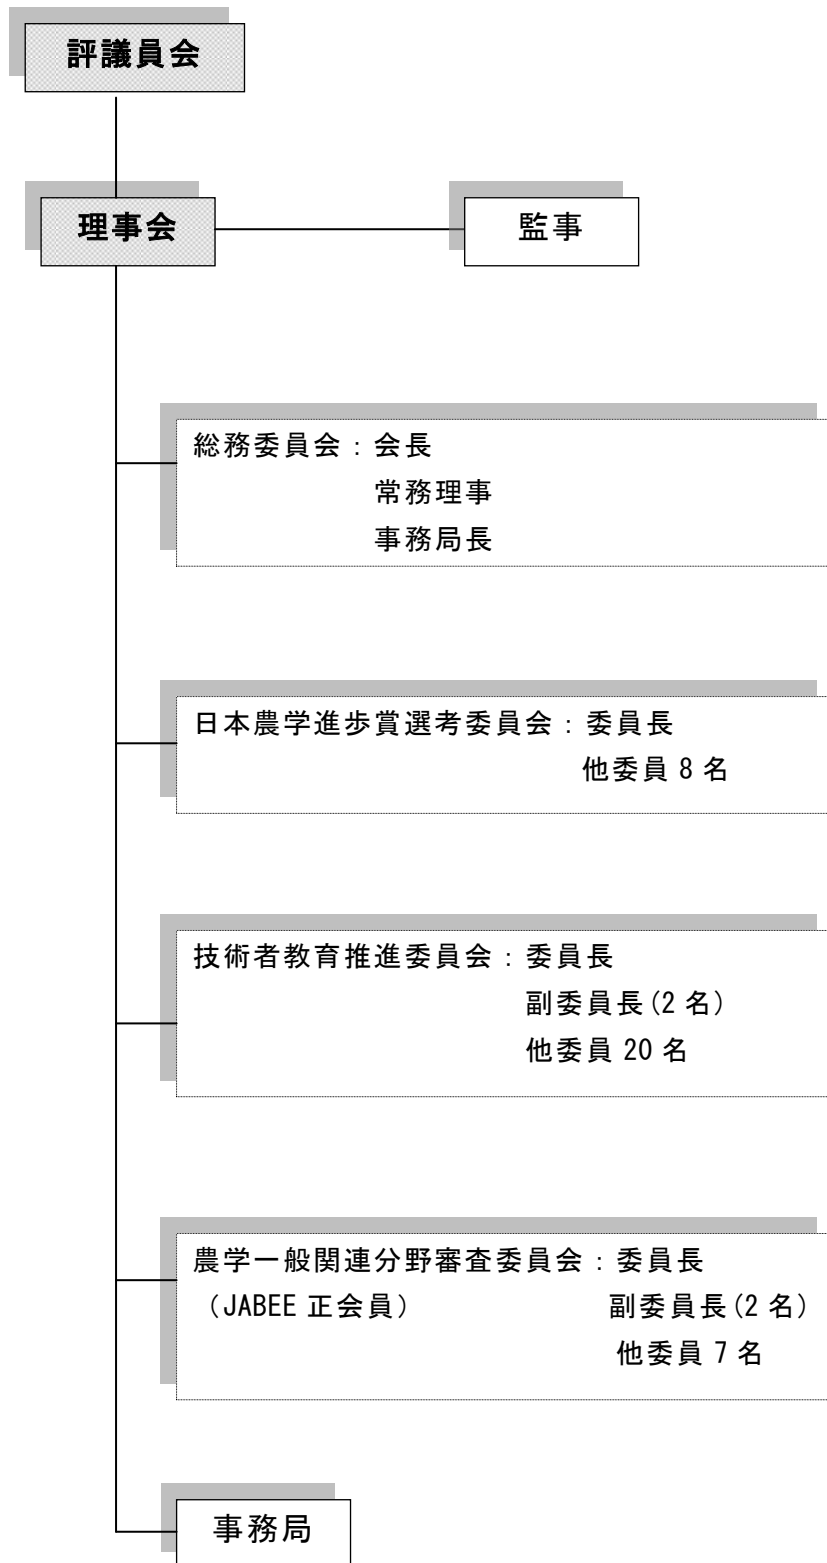 評議員会
理事会
監事
総務委員会：会長
常務理事
事務局長
日本農学進歩賞選考委員会：委員長
他委員 8 名
技術者教育推進委員会：委員長
副委員長(2 名)
他委員 20 名
農学一般関連分野審査委員会：委員長
（JABEE 正会員） 副委員長(2 名)
他委員 7 名
事務局